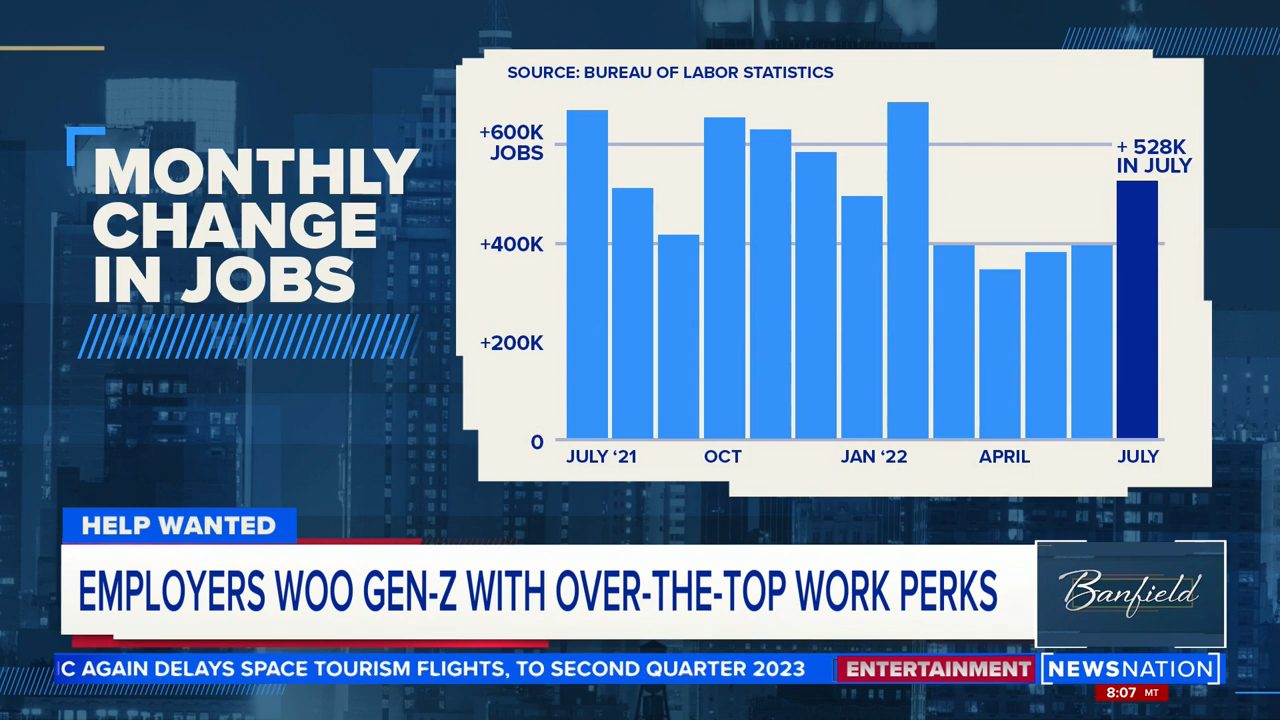 SOURCE: BUREAU OF LABOR STATISTICS
MONTHLY
CHANGE
IN JOBS
+600K
JOBS
+400K
+200K
0
+ 528K
IN JULY
JULY ‘21
OCT
JAN ‘22
APRIL
JULY
HELP WANTED
EMPLOYERS WOO GEN-Z WITH OVER-THE-TOP WORK PERKS
Banfield
C AGAIN DELAYS SPACE TOURISM FLIGHTS, TO SECOND QUARTER 2023
ENTERTAINMENT
NEWSNATION
8:07 MT